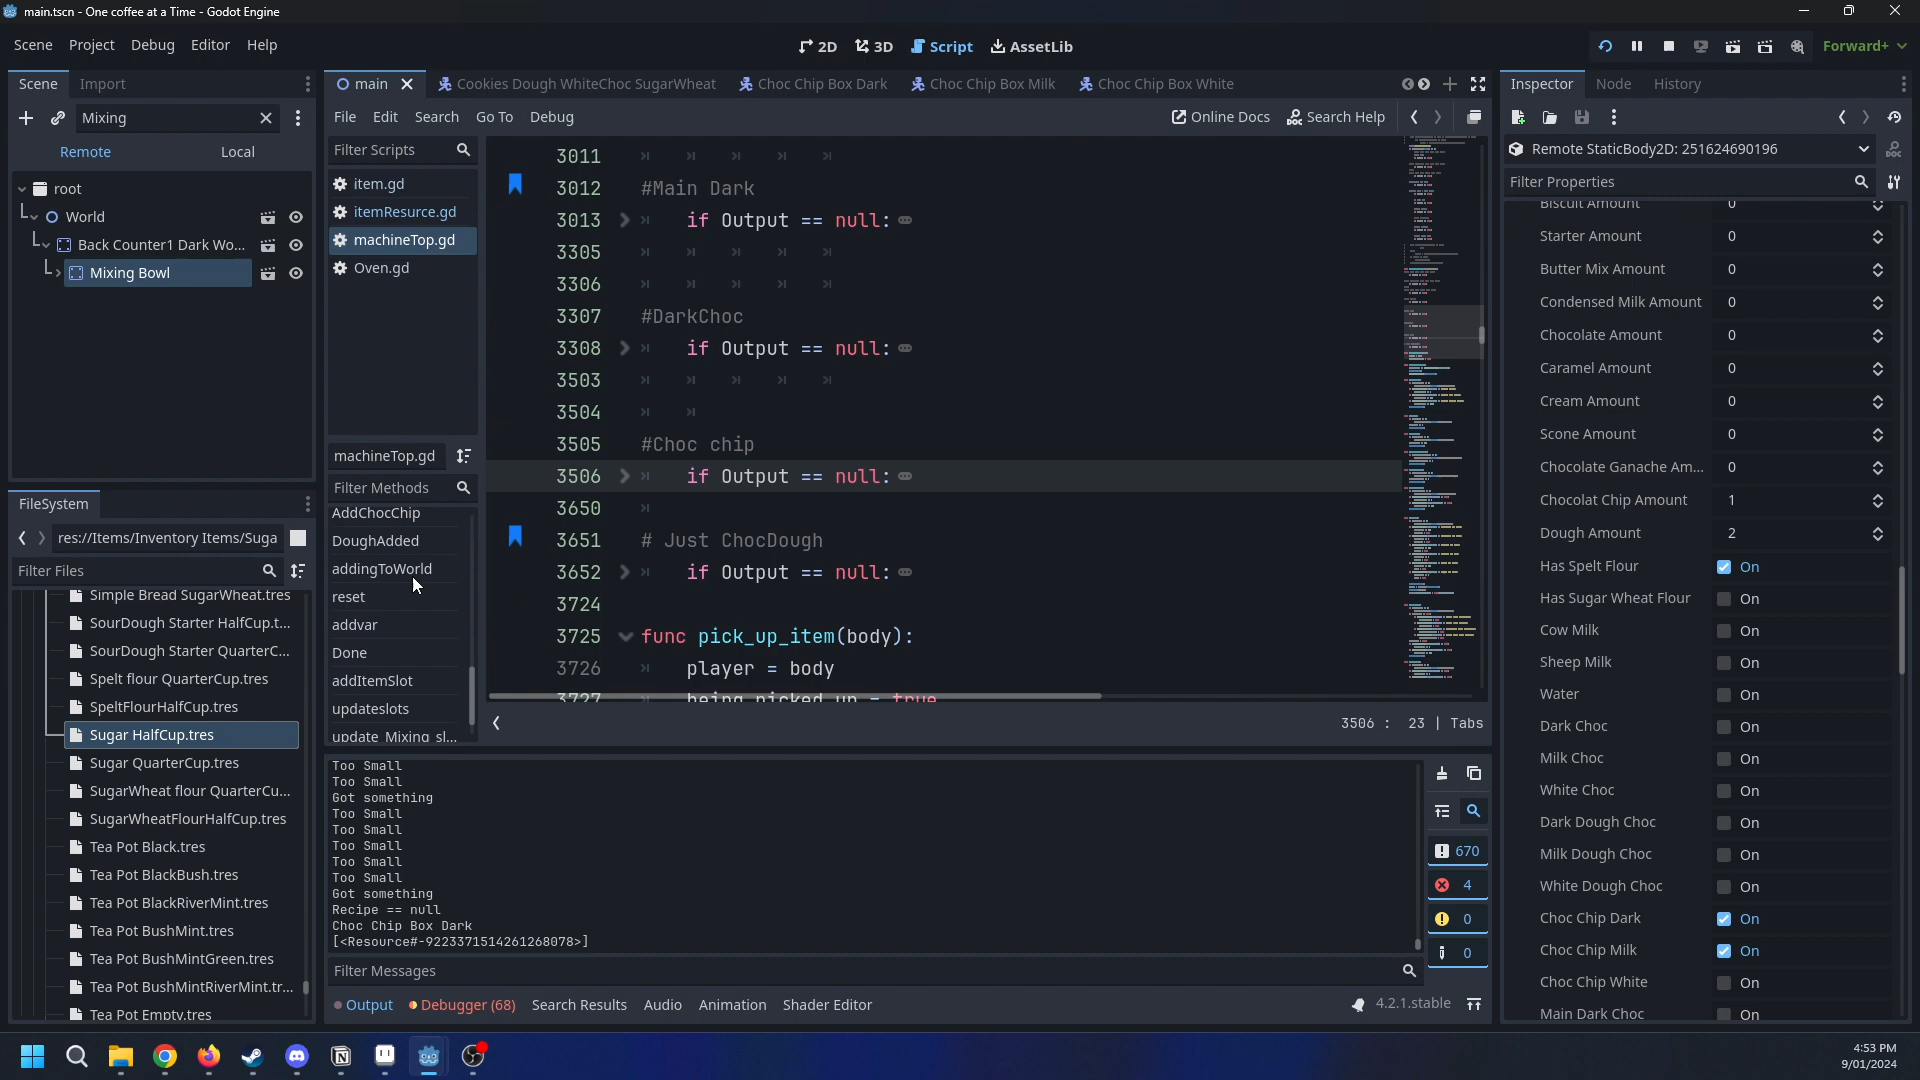 main.tscn - One coffee at a Time - Godot Engine
Scene Project Debug Editor Help
2D 3D Script AssetLib
Forward+
Scene Import
Mixing
Remote Local
root
World
Back Counter1 Dark Wo...
Mixing Bowl
FileSystem
res://Items/Inventory Items/Suga
Filter Files
Simple Bread SugarWheat.tres
SourDough Starter HalfCup.t...
SourDough Starter QuarterC...
Spelt flour QuarterCup.tres
SpeltFlourHalfCup.tres
Sugar HalfCup.tres
Sugar QuarterCup.tres
SugarWheat flour QuarterCu...
SugarWheatFlourHalfCup.tres
Tea Pot Black.tres
Tea Pot BlackBush.tres
Tea Pot BlackRiverMint.tres
Tea Pot BushMint.tres
Tea Pot BushMintGreen.tres
Tea Pot BushMintRiverMint.tr...
Tea Pot Empty.tres
main Cookies Dough WhiteChoc SugarWheat Choc Chip Box Dark Choc Chip Box Milk Choc Chip Box White
File Edit Search Go To Debug
Online Docs Search Help
Filter Scripts
item.gd
itemResurce.gd
machineTop.gd
Oven.gd
machineTop.gd
Filter Methods
AddChocChip
DoughAdded
addingToWorld
reset
addvar
Done
addItemSlot
updateslots
update Mixing sl...
3011
3012 #Main Dark
3013 if Output == null:
3305
3306
3307 #DarkChoc
3308 if Output == null:
3503
3504
3505 #Choc chip
3506 if Output == null:
3650
3651 # Just ChocDough
3652 if Output == null:
3724
3725 func pick_up_item(body):
3726 player = body
3727 being_picked_up = true
3506 : 23 | Tabs
Too Small
Too Small
Got something
Too Small
Too Small
Too Small
Too Small
Too Small
Got something
Recipe == null
Choc Chip Box Dark
[<Resource#-9223371514261268078>]
670
4
0
0
Filter Messages
Output Debugger (68) Search Results Audio Animation Shader Editor
4.2.1.stable
Inspector Node History
Remote StaticBody2D: 251624690196
Filter Properties
Biscuit Amount 0
Starter Amount 0
Butter Mix Amount 0
Condensed Milk Amount 0
Chocolate Amount 0
Caramel Amount 0
Cream Amount 0
Scone Amount 0
Chocolate Ganache Am... 0
Chocolat Chip Amount 1
Dough Amount 2
Has Spelt Flour On
Has Sugar Wheat Flour On
Cow Milk On
Sheep Milk On
Water On
Dark Choc On
Milk Choc On
White Choc On
Dark Dough Choc On
Milk Dough Choc On
White Dough Choc On
Choc Chip Dark On
Choc Chip Milk On
Choc Chip White On
Main Dark Choc On
4:53 PM
9/01/2024